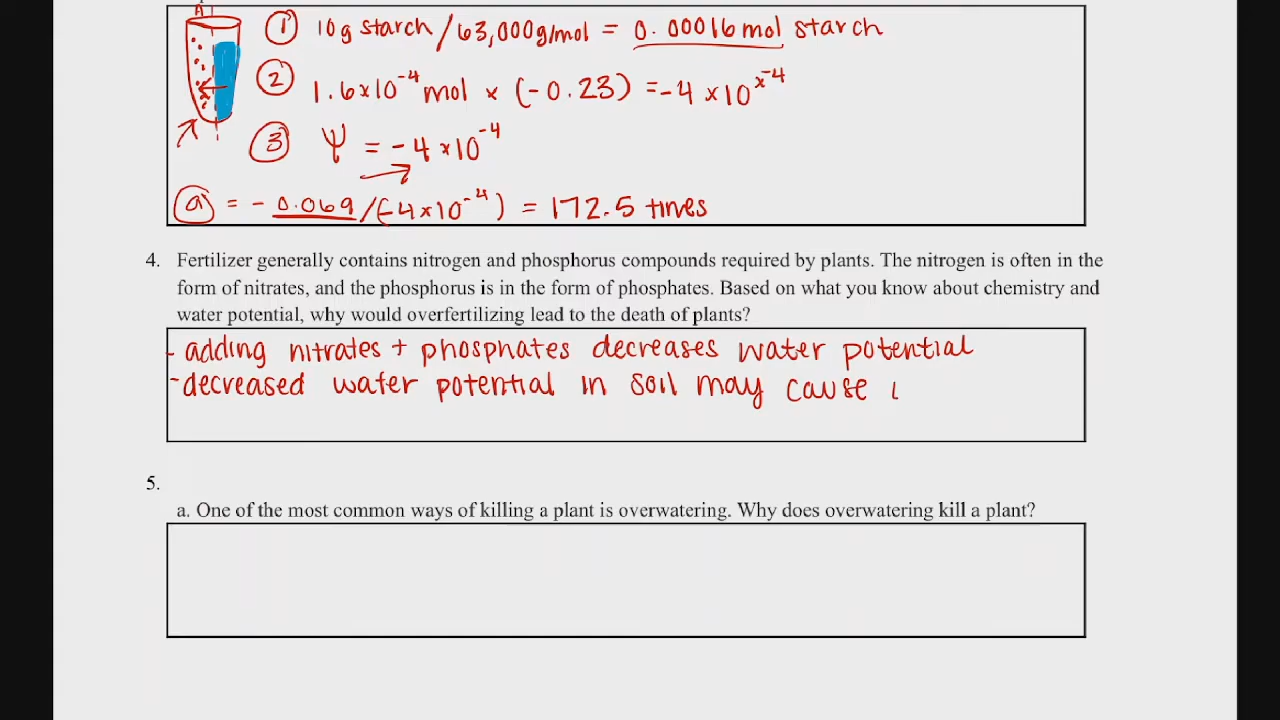 A
① 10g starch / 63,000g/mol = 0.00016 mol starch
② 1.6x10⁻⁴ mol x (-0.23) = -4 x 10ˣ⁻⁴
③ Ψ = -4 x 10⁻⁴
ⓐ = - 0.069 / (-4x10⁻⁴) = 172.5 times
4. Fertilizer generally contains nitrogen and phosphorus compounds required by plants. The nitrogen is often in the
form of nitrates, and the phosphorus is in the form of phosphates. Based on what you know about chemistry and
water potential, why would overfertilizing lead to the death of plants?
- adding nitrates + phosphates decreases water potential
- decreased water potential in soil may cause
5.
a. One of the most common ways of killing a plant is overwatering. Why does overwatering kill a plant?